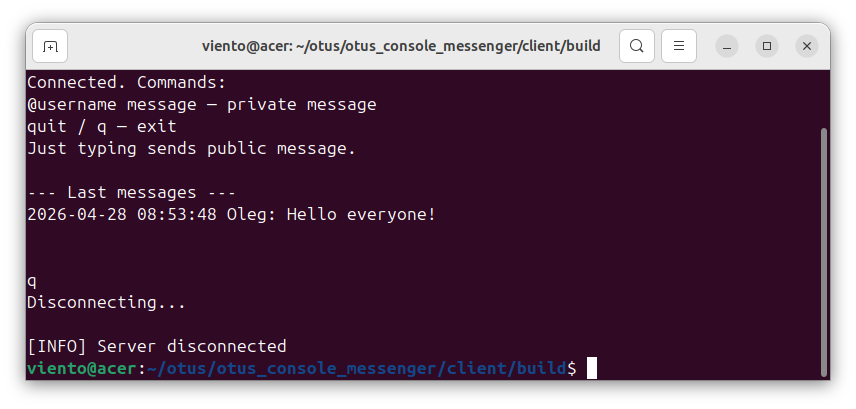 viento@acer: ~/otus/otus_console_messenger/client/build
Connected. Commands:
@username message — private message
quit / q — exit
Just typing sends public message.
--- Last messages ---
2026-04-28 08:53:48 Oleg: Hello everyone!
q
Disconnecting...
[INFO] Server disconnected
viento@acer:~/otus/otus_console_messenger/client/build$